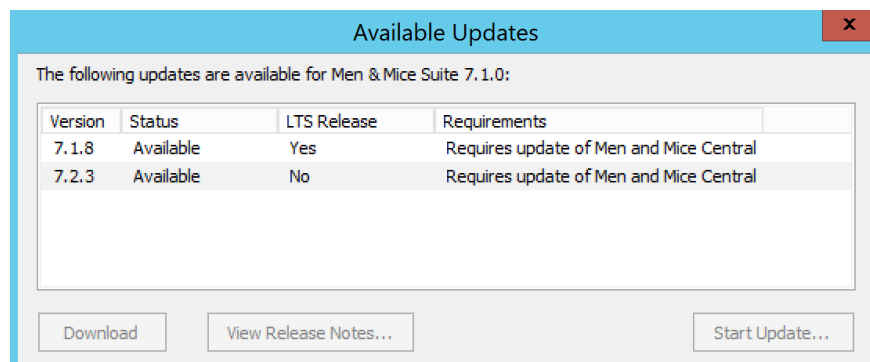 Available Updates
x
The following updates are available for Men & Mice Suite 7.1.0:
Version Status LTS Release Requirements
7.1.8 Available Yes Requires update of Men and Mice Central
7.2.3 Available No Requires update of Men and Mice Central
Download View Release Notes... Start Update...